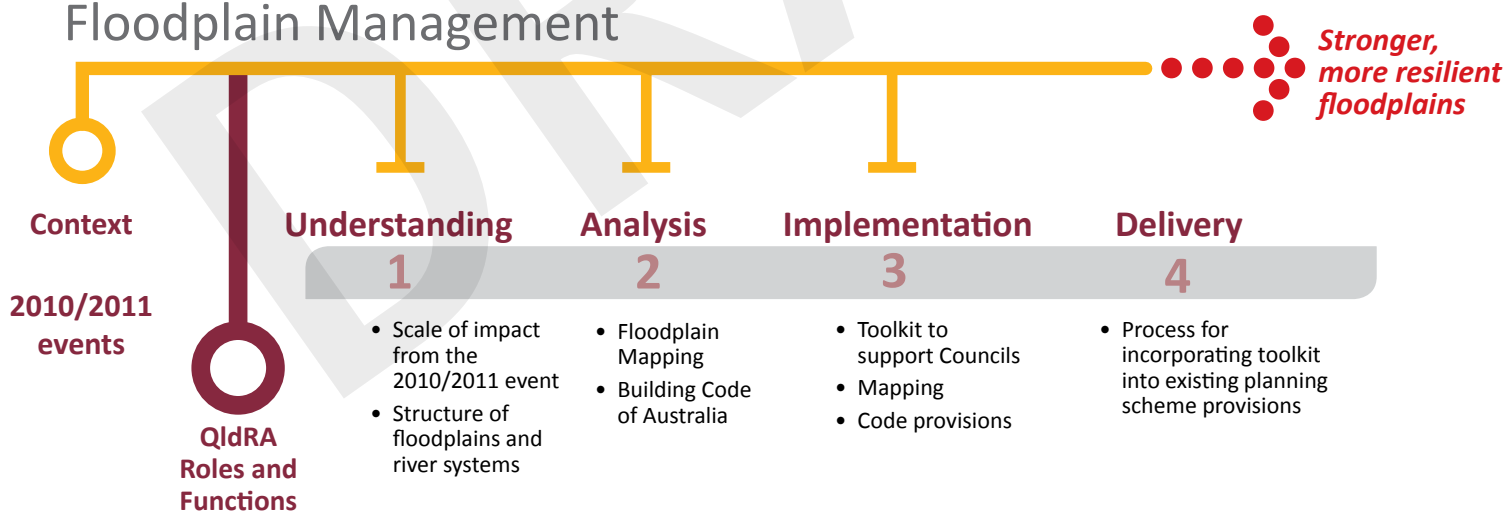 Floodplain Management
Stronger,
more resilient
floodplains
Context
2010/2011
events
QldRA
Roles and
Functions
Understanding
1
• Scale of impact
from the
2010/2011 event
• Structure of
floodplains and
river systems
Analysis
2
• Floodplain
Mapping
• Building Code
of Australia
Implementation
3
• Toolkit to
support Councils
• Mapping
• Code provisions
Delivery
4
• Process for
incorporating toolkit
into existing planning
scheme provisions